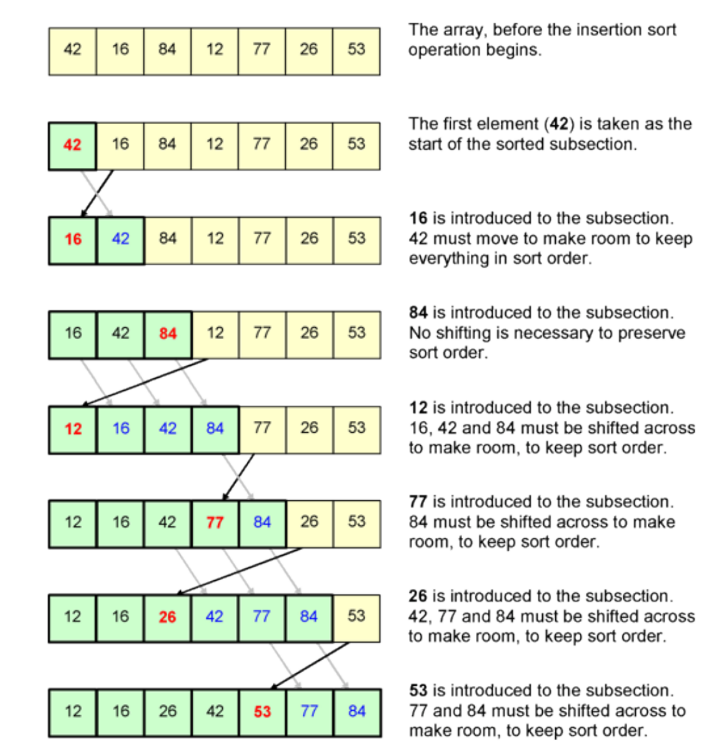 42 16 84 12 77 26 53
The array, before the insertion sort
operation begins.
42 16 84 12 77 26 53
The first element (42) is taken as the
start of the sorted subsection.
16 42 84 12 77 26 53
16 is introduced to the subsection.
42 must move to make room to keep
everything in sort order.
16 42 84 12 77 26 53
84 is introduced to the subsection.
No shifting is necessary to preserve
sort order.
12 16 42 84 77 26 53
12 is introduced to the subsection.
16, 42 and 84 must be shifted across
to make room, to keep sort order.
12 16 42 77 84 26 53
77 is introduced to the subsection.
84 must be shifted across to make
room, to keep sort order.
12 16 26 42 77 84 53
26 is introduced to the subsection.
42, 77 and 84 must be shifted across
to make room, to keep sort order.
12 16 26 42 53 77 84
53 is introduced to the subsection.
77 and 84 must be shifted across to
make room, to keep sort order.